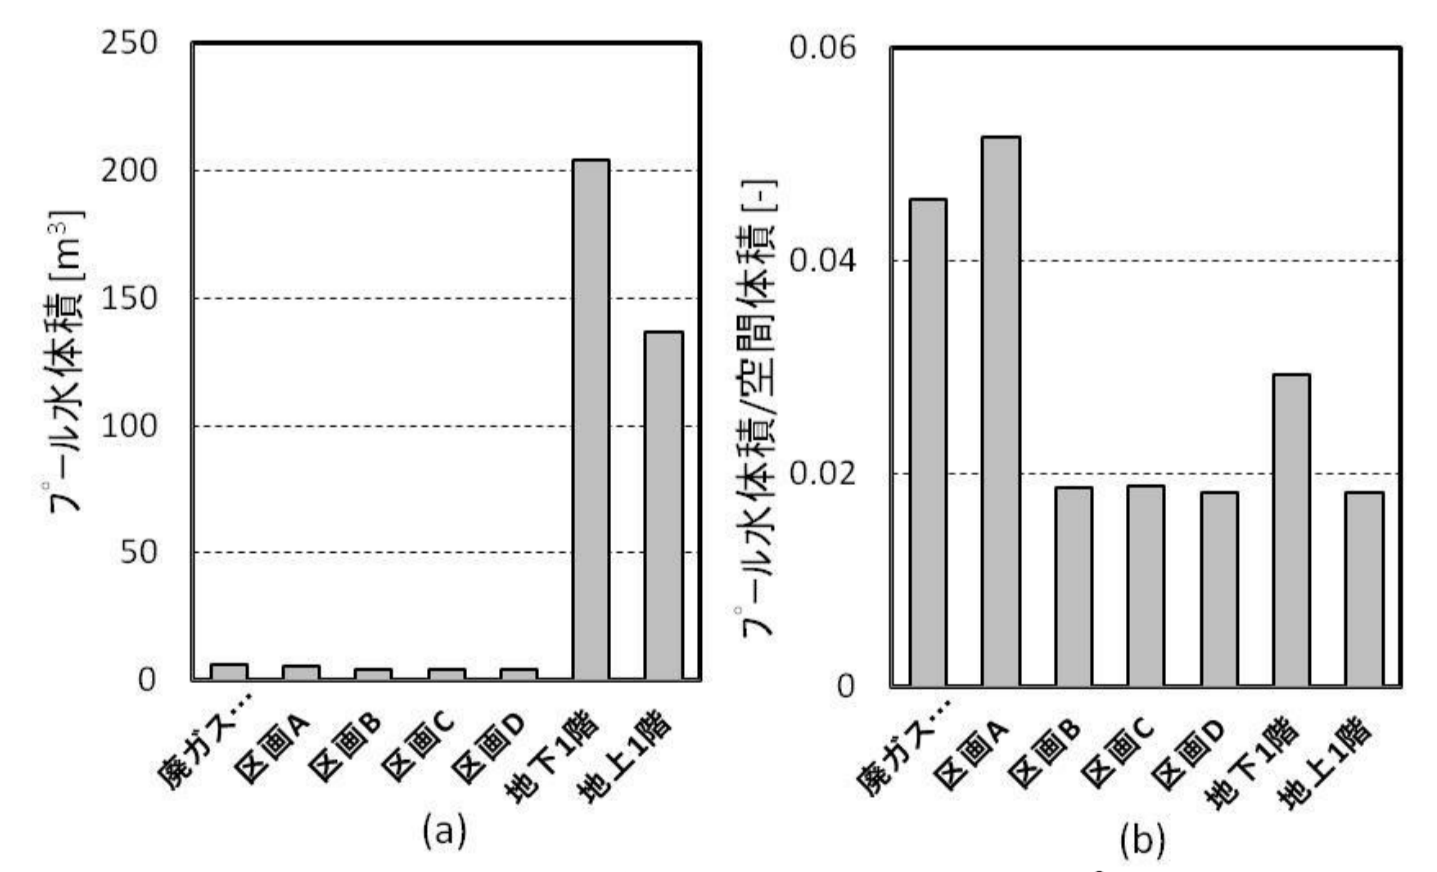 プール水体積 [m³]
250
200
150
100
50
0
廃ガス…
区画A
区画B
区画C
区画D
地下1階
地上1階
(a)
プール水体積/空間体積 [-]
0.06
0.04
0.02
0
廃ガス…
区画A
区画B
区画C
区画D
地下1階
地上1階
(b)